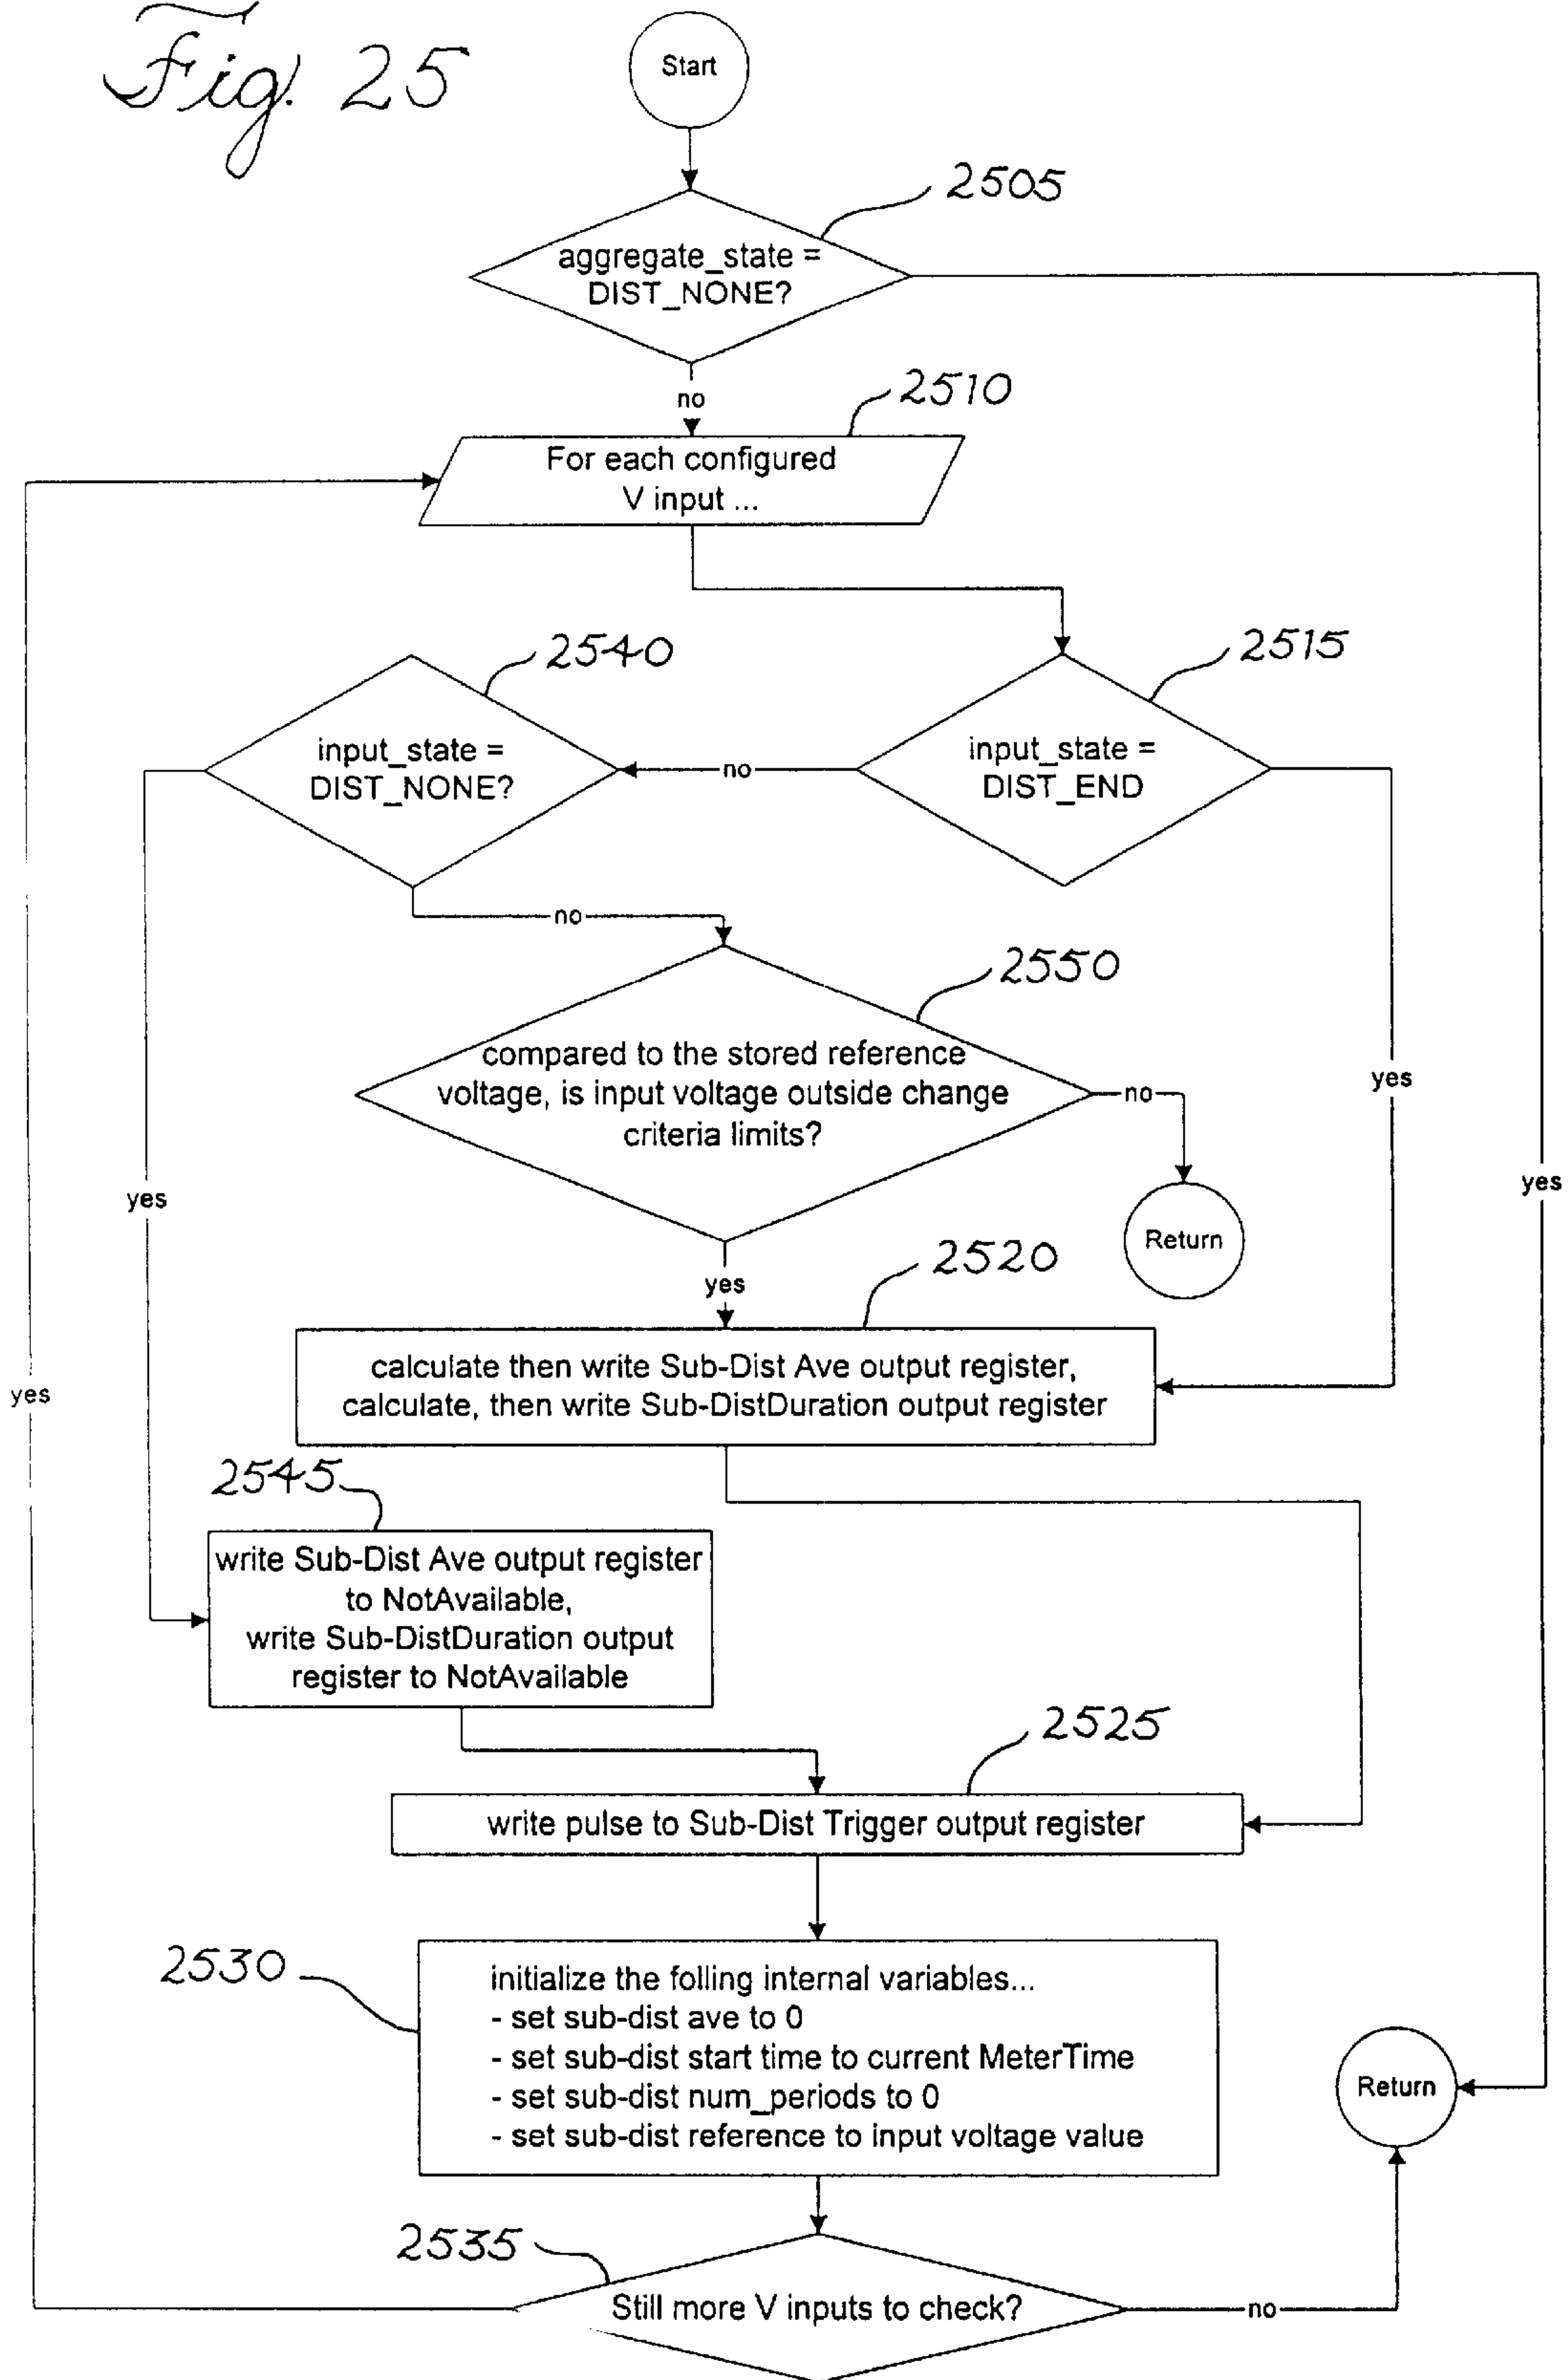 Fig. 25
Start
2505
aggregate_state =
DIST_NONE?
no
2510
For each configured
V input ...
2540
2515
input_state =
DIST_NONE?
no
input_state =
DIST_END
no
2550
compared to the stored reference
voltage, is input voltage outside change
criteria limits?
no
yes
yes
yes
Return
yes
2520
calculate then write Sub-Dist Ave output register,
calculate, then write Sub-DistDuration output register
yes
2545
write Sub-Dist Ave output register
to NotAvailable,
write Sub-DistDuration output
register to NotAvailable
2525
write pulse to Sub-Dist Trigger output register
2530
initialize the folling internal variables...
- set sub-dist ave to 0
- set sub-dist start time to current MeterTime
- set sub-dist num_periods to 0
- set sub-dist reference to input voltage value
Return
2535
Still more V inputs to check?
no